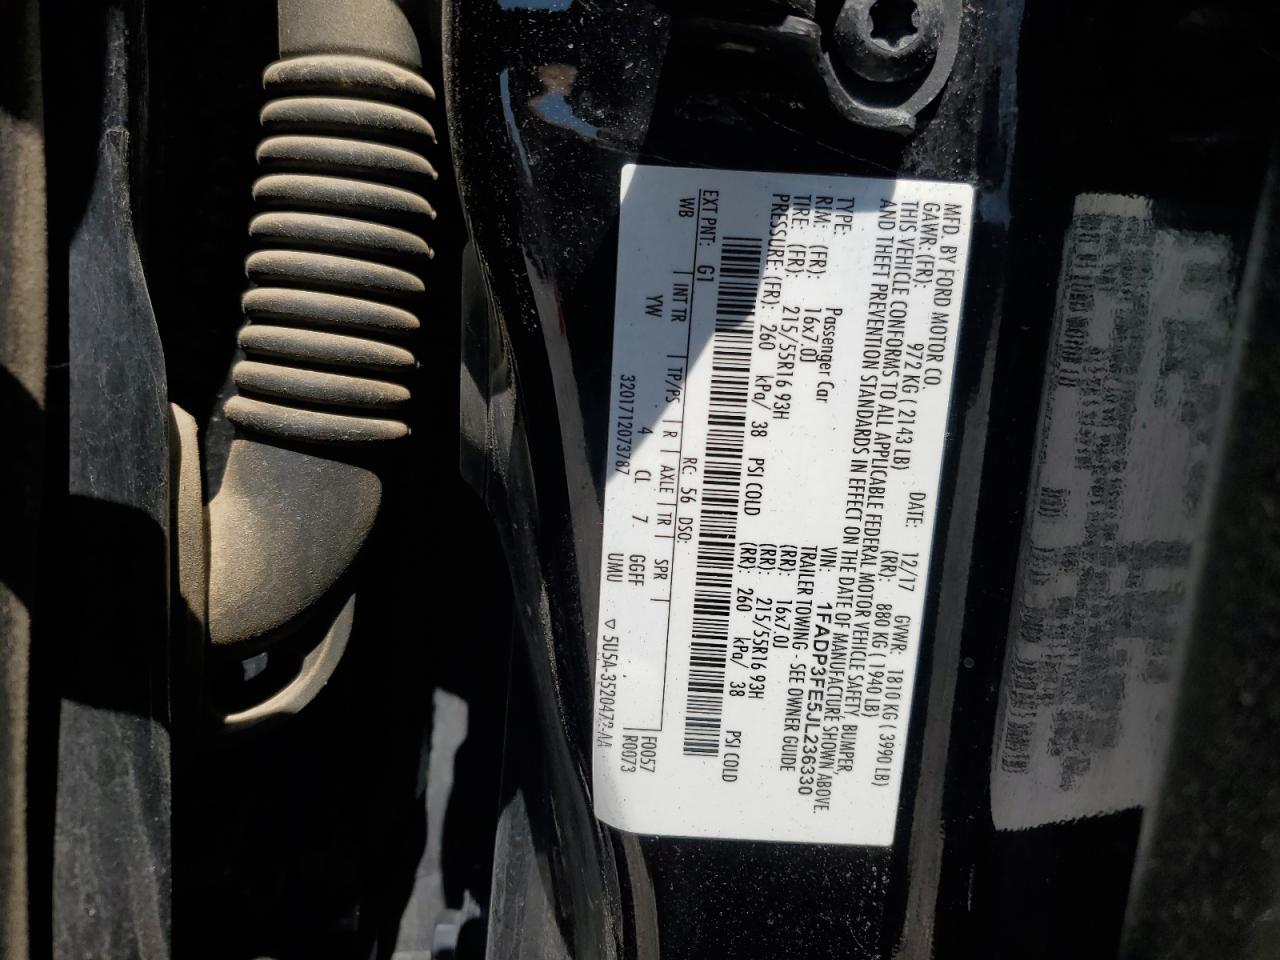 MFD. BY FORD MOTOR CO.
DATE: 12/17 GVWR: 1810 KG ( 3990 LB)
GAWR: (FR): 972 KG ( 2143 LB) (RR): 880 KG ( 1940 LB)
THIS VEHICLE CONFORMS TO ALL APPLICABLE FEDERAL MOTOR VEHICLE SAFETY, BUMPER,
AND THEFT PREVENTION STANDARDS IN EFFECT ON THE DATE OF MANUFACTURE SHOWN ABOVE.
VIN: 1FADP3FE5JL236330
TYPE: Passenger Car TRAILER TOWING - SEE OWNER GUIDE
RIM: (FR): 16x7.0J (RR): 16x7.0J
TIRE: (FR): 215/55R16 93H (RR): 215/55R16 93H
PRESSURE: (FR): 260 kPa/ 38 PSI COLD (RR): 260 kPa/ 38 PSI COLD
EXT PNT: G1 RC: 56 DSO: F0057
WB INT TR TP/PS R AXLE TR SPR R0073
YW 4 CL 7. GGFF
3201712073787 UMU ▽ 5U5A-3520472-AA